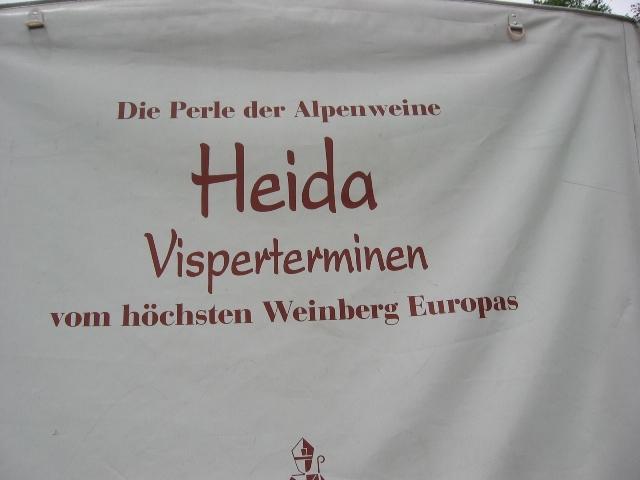 Die Perle der Alpenweine
Heida
Visperterminen
vom höchsten Weinberg Europas